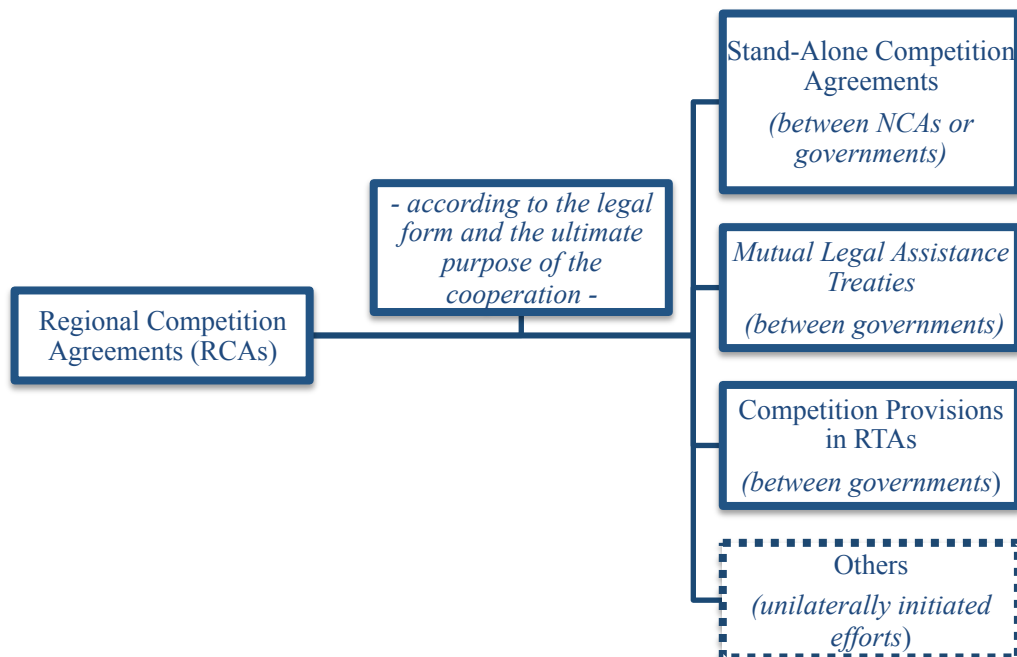 Regional Competition
Agreements (RCAs)
- according to the legal
form and the ultimate
purpose of the
cooperation -
Stand-Alone Competition
Agreements
(between NCAs or
governments)
Mutual Legal Assistance
Treaties
(between governments)
Competition Provisions
in RTAs
(between governments)
Others
(unilaterally initiated
efforts)